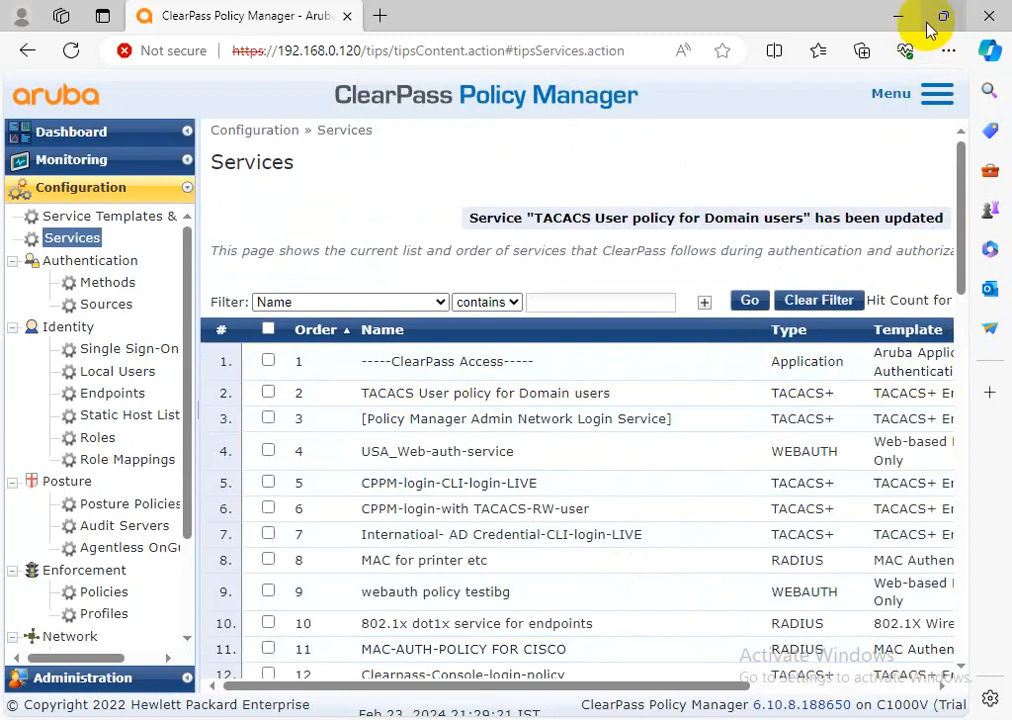 ClearPass Policy Manager - Aruba
Not secure
https://192.168.0.120/tips/tipsContent.action#tipsServices.action
aruba
ClearPass Policy Manager
Menu
Dashboard
Monitoring
Configuration
Service Templates &
Services
Authentication
Methods
Sources
Identity
Single Sign-On
Local Users
Endpoints
Static Host List
Roles
Role Mappings
Posture
Posture Policies
Audit Servers
Agentless OnGu
Enforcement
Policies
Profiles
Network
Administration
Configuration » Services
Services
Service "TACACS User policy for Domain users" has been updated
This page shows the current list and order of services that ClearPass follows during authentication and authoriza
Filter: Name contains Go Clear Filter Hit Count for
# Order Name Type Template
1. 1 -----ClearPass Access----- Application Aruba Applic
Authenticati
2. 2 TACACS User policy for Domain users TACACS+ TACACS+ En
3. 3 [Policy Manager Admin Network Login Service] TACACS+ TACACS+ En
4. 4 USA_Web-auth-service WEBAUTH Web-based
Only
5. 5 CPPM-login-CLI-login-LIVE TACACS+ TACACS+ En
6. 6 CPPM-login-with TACACS-RW-user TACACS+ TACACS+ En
7. 7 Internatioal- AD Credential-CLI-login-LIVE TACACS+ TACACS+ En
8. 8 MAC for printer etc RADIUS MAC Authen
9. 9 webauth policy testibg WEBAUTH Web-based
Only
10. 10 802.1x dot1x service for endpoints RADIUS 802.1X Wire
11. 11 MAC-AUTH-POLICY FOR CISCO RADIUS MAC Authen
12. 12 Clearpass-Console-login-policy TACACS+ TACACS+ En
Activate Windows
Go to Settings to activate Windows.
© Copyright 2022 Hewlett Packard Enterprise
Feb 23, 2024 21:29:21 IST
ClearPass Policy Manager 6.10.8.188650 on C1000V (Trial